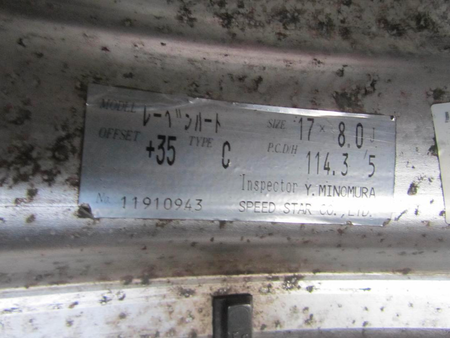 MODEL レーベンハート SIZE 17 × 8.0 J
OFFSET +35 TYPE C P.C.D/H 114.3 /5
Inspector Y.MINOMURA
No. 11910943 SPEED STAR CO.,LTD.